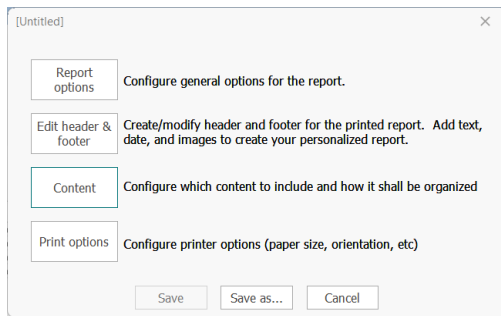 [Untitled]
Report
options
Configure general options for the report.
Edit header &
footer
Create/modify header and footer for the printed report.  Add text,
date, and images to create your personalized report.
Content
Configure which content to include and how it shall be organized
Print options
Configure printer options (paper size, orientation, etc)
Save
Save as...
Cancel